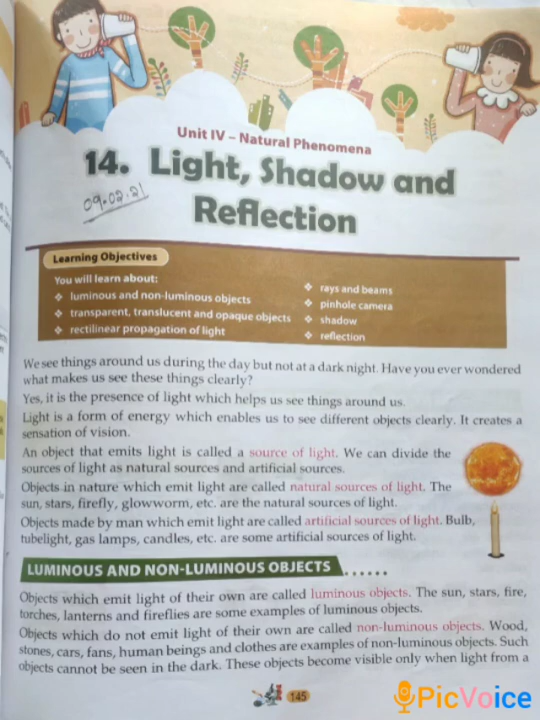 Unit IV – Natural Phenomena
14. Light, Shadow and
Reflection
09.02.21
Learning Objectives
You will learn about:
❖ luminous and non-luminous objects
❖ transparent, translucent and opaque objects
❖ rectilinear propagation of light
❖ rays and beams
❖ pinhole camera
❖ shadow
❖ reflection
We see things around us during the day but not at a dark night. Have you ever wondered
what makes us see these things clearly?
Yes, it is the presence of light which helps us see things around us.
Light is a form of energy which enables us to see different objects clearly. It creates a
sensation of vision.
An object that emits light is called a source of light. We can divide the
sources of light as natural sources and artificial sources.
Objects in nature which emit light are called natural sources of light. The
sun, stars, firefly, glowworm, etc. are the natural sources of light.
Objects made by man which emit light are called artificial sources of light. Bulb,
tubelight, gas lamps, candles, etc. are some artificial sources of light.
LUMINOUS AND NON-LUMINOUS OBJECTS ......
Objects which emit light of their own are called luminous objects. The sun, stars, fire,
torches, lanterns and fireflies are some examples of luminous objects.
Objects which do not emit light of their own are called non-luminous objects. Wood,
stones, cars, fans, human beings and clothes are examples of non-luminous objects. Such
objects cannot be seen in the dark. These objects become visible only when light from a
145
PicVoice